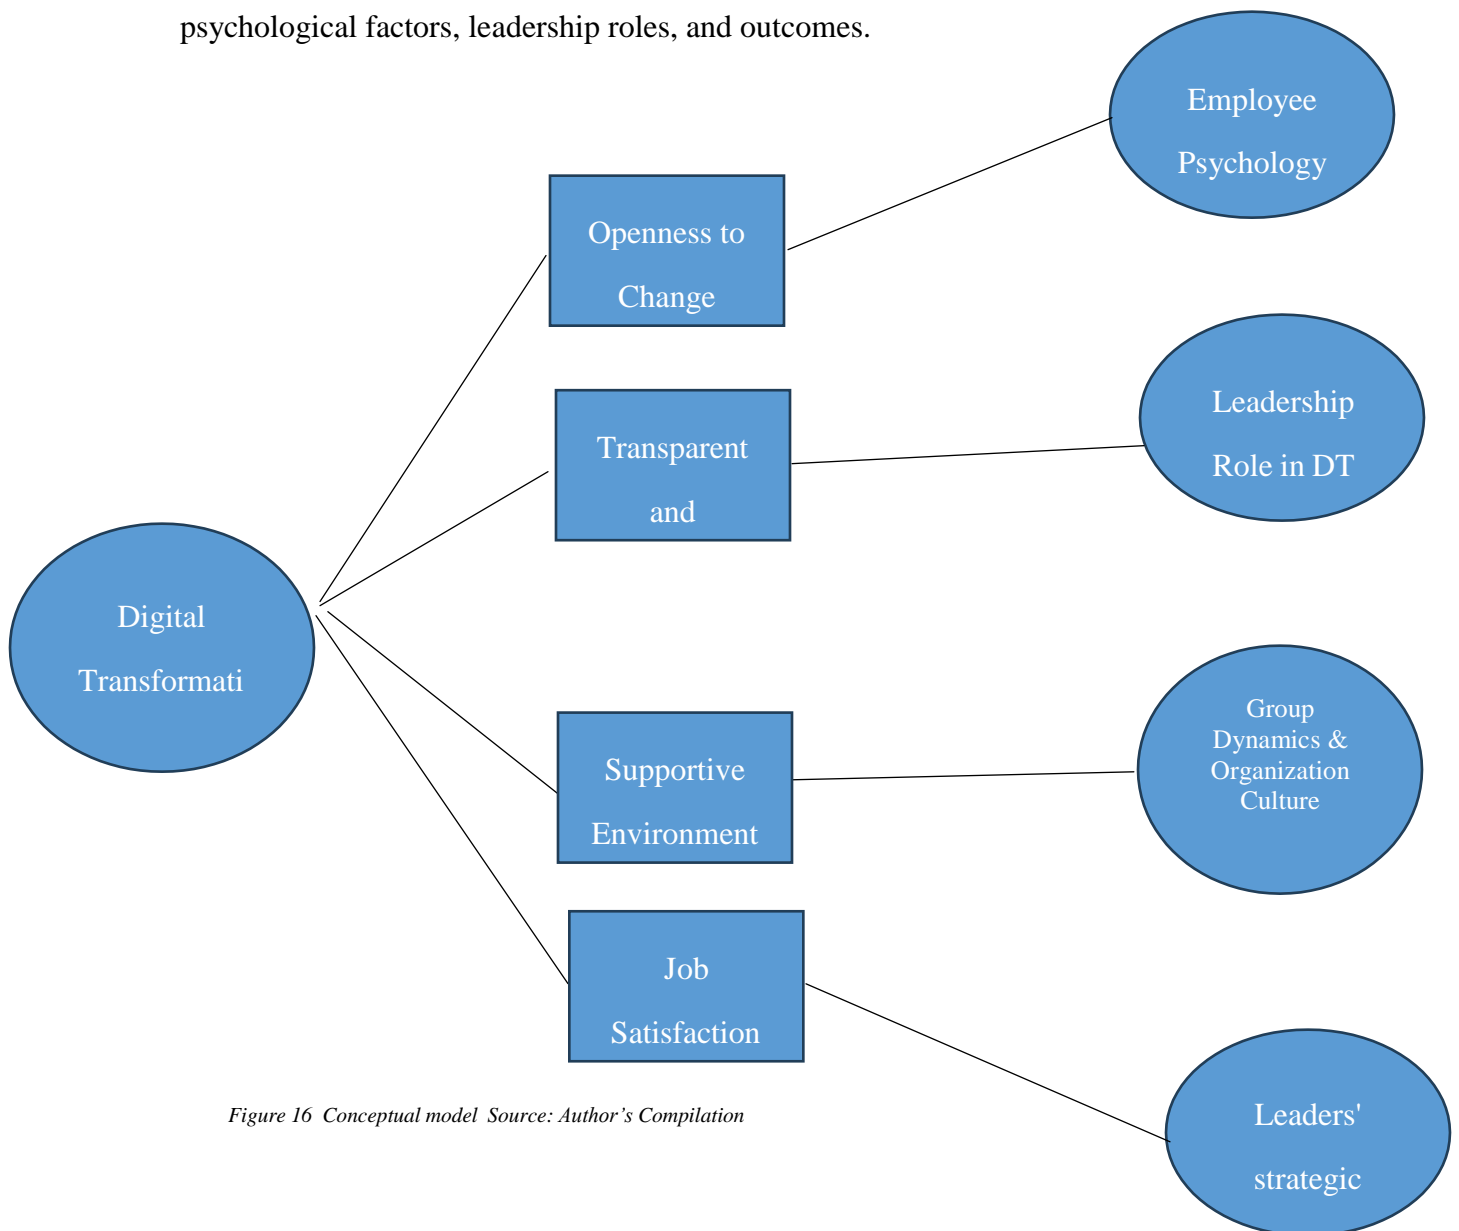 psychological factors, leadership roles, and outcomes.
Employee
Psychology
Openness to
Change
Leadership
Role in DT
Transparent
and
Digital
Transformati
Group
Dynamics &
Organization
Culture
Supportive
Environment
Job
Satisfaction
Leaders'
strategic
Figure 16  Conceptual model  Source: Author’s Compilation